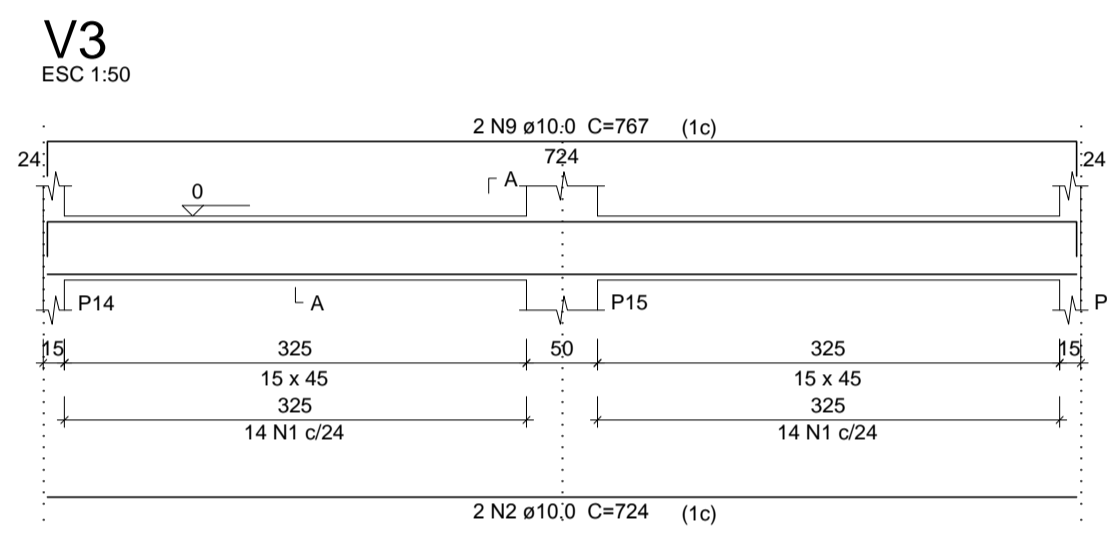 V3
ESC 1:50
2 N9 ø10.0 C=767 (1c)
24 724 24
A
0
P14 A P15 P
15 325 50 325 15
15 x 45 15 x 45
325 325
14 N1 c/24 14 N1 c/24
2 N2 ø10.0 C=724 (1c)